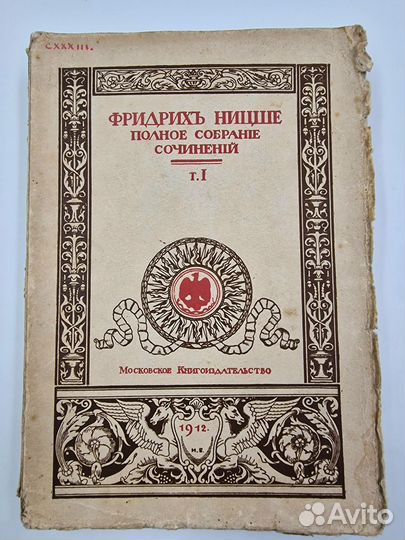 CXXXIII.
ФРИДРИХЪ НИЦШЕ
ПОЛНОЕ СОБРАНІЕ
СОЧИНЕНІЙ
Т. I
МОСКОВСКОЕ КНИГОИЗДАТЕЛЬСТВО
1912.
Avito